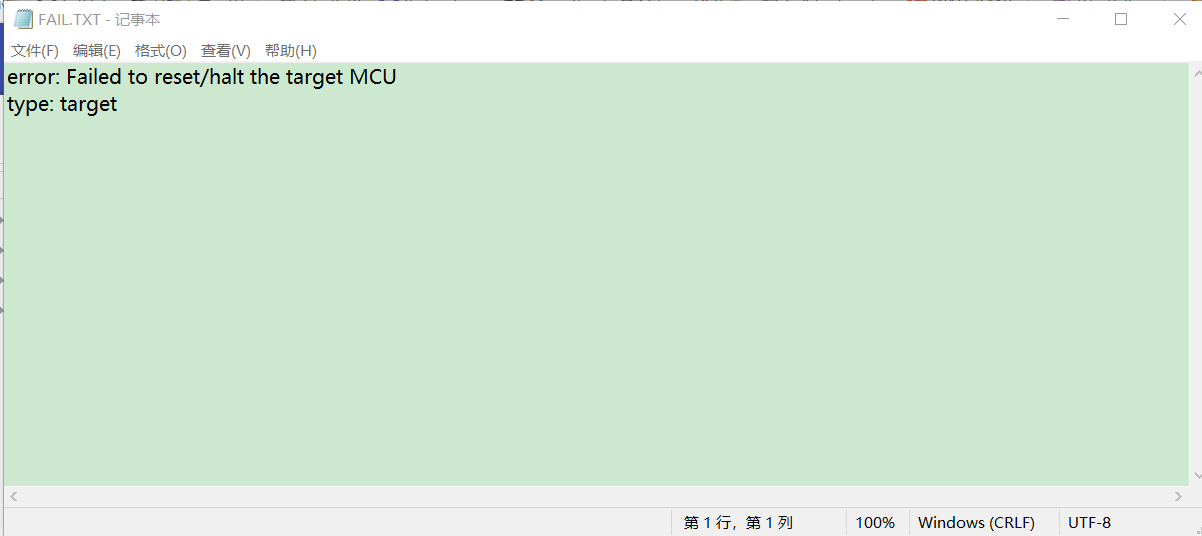 FAIL.TXT - 记事本
文件(F) 编辑(E) 格式(O) 查看(V) 帮助(H)
error: Failed to reset/halt the target MCU
type: target
第 1 行，第 1 列 100% Windows (CRLF) UTF-8